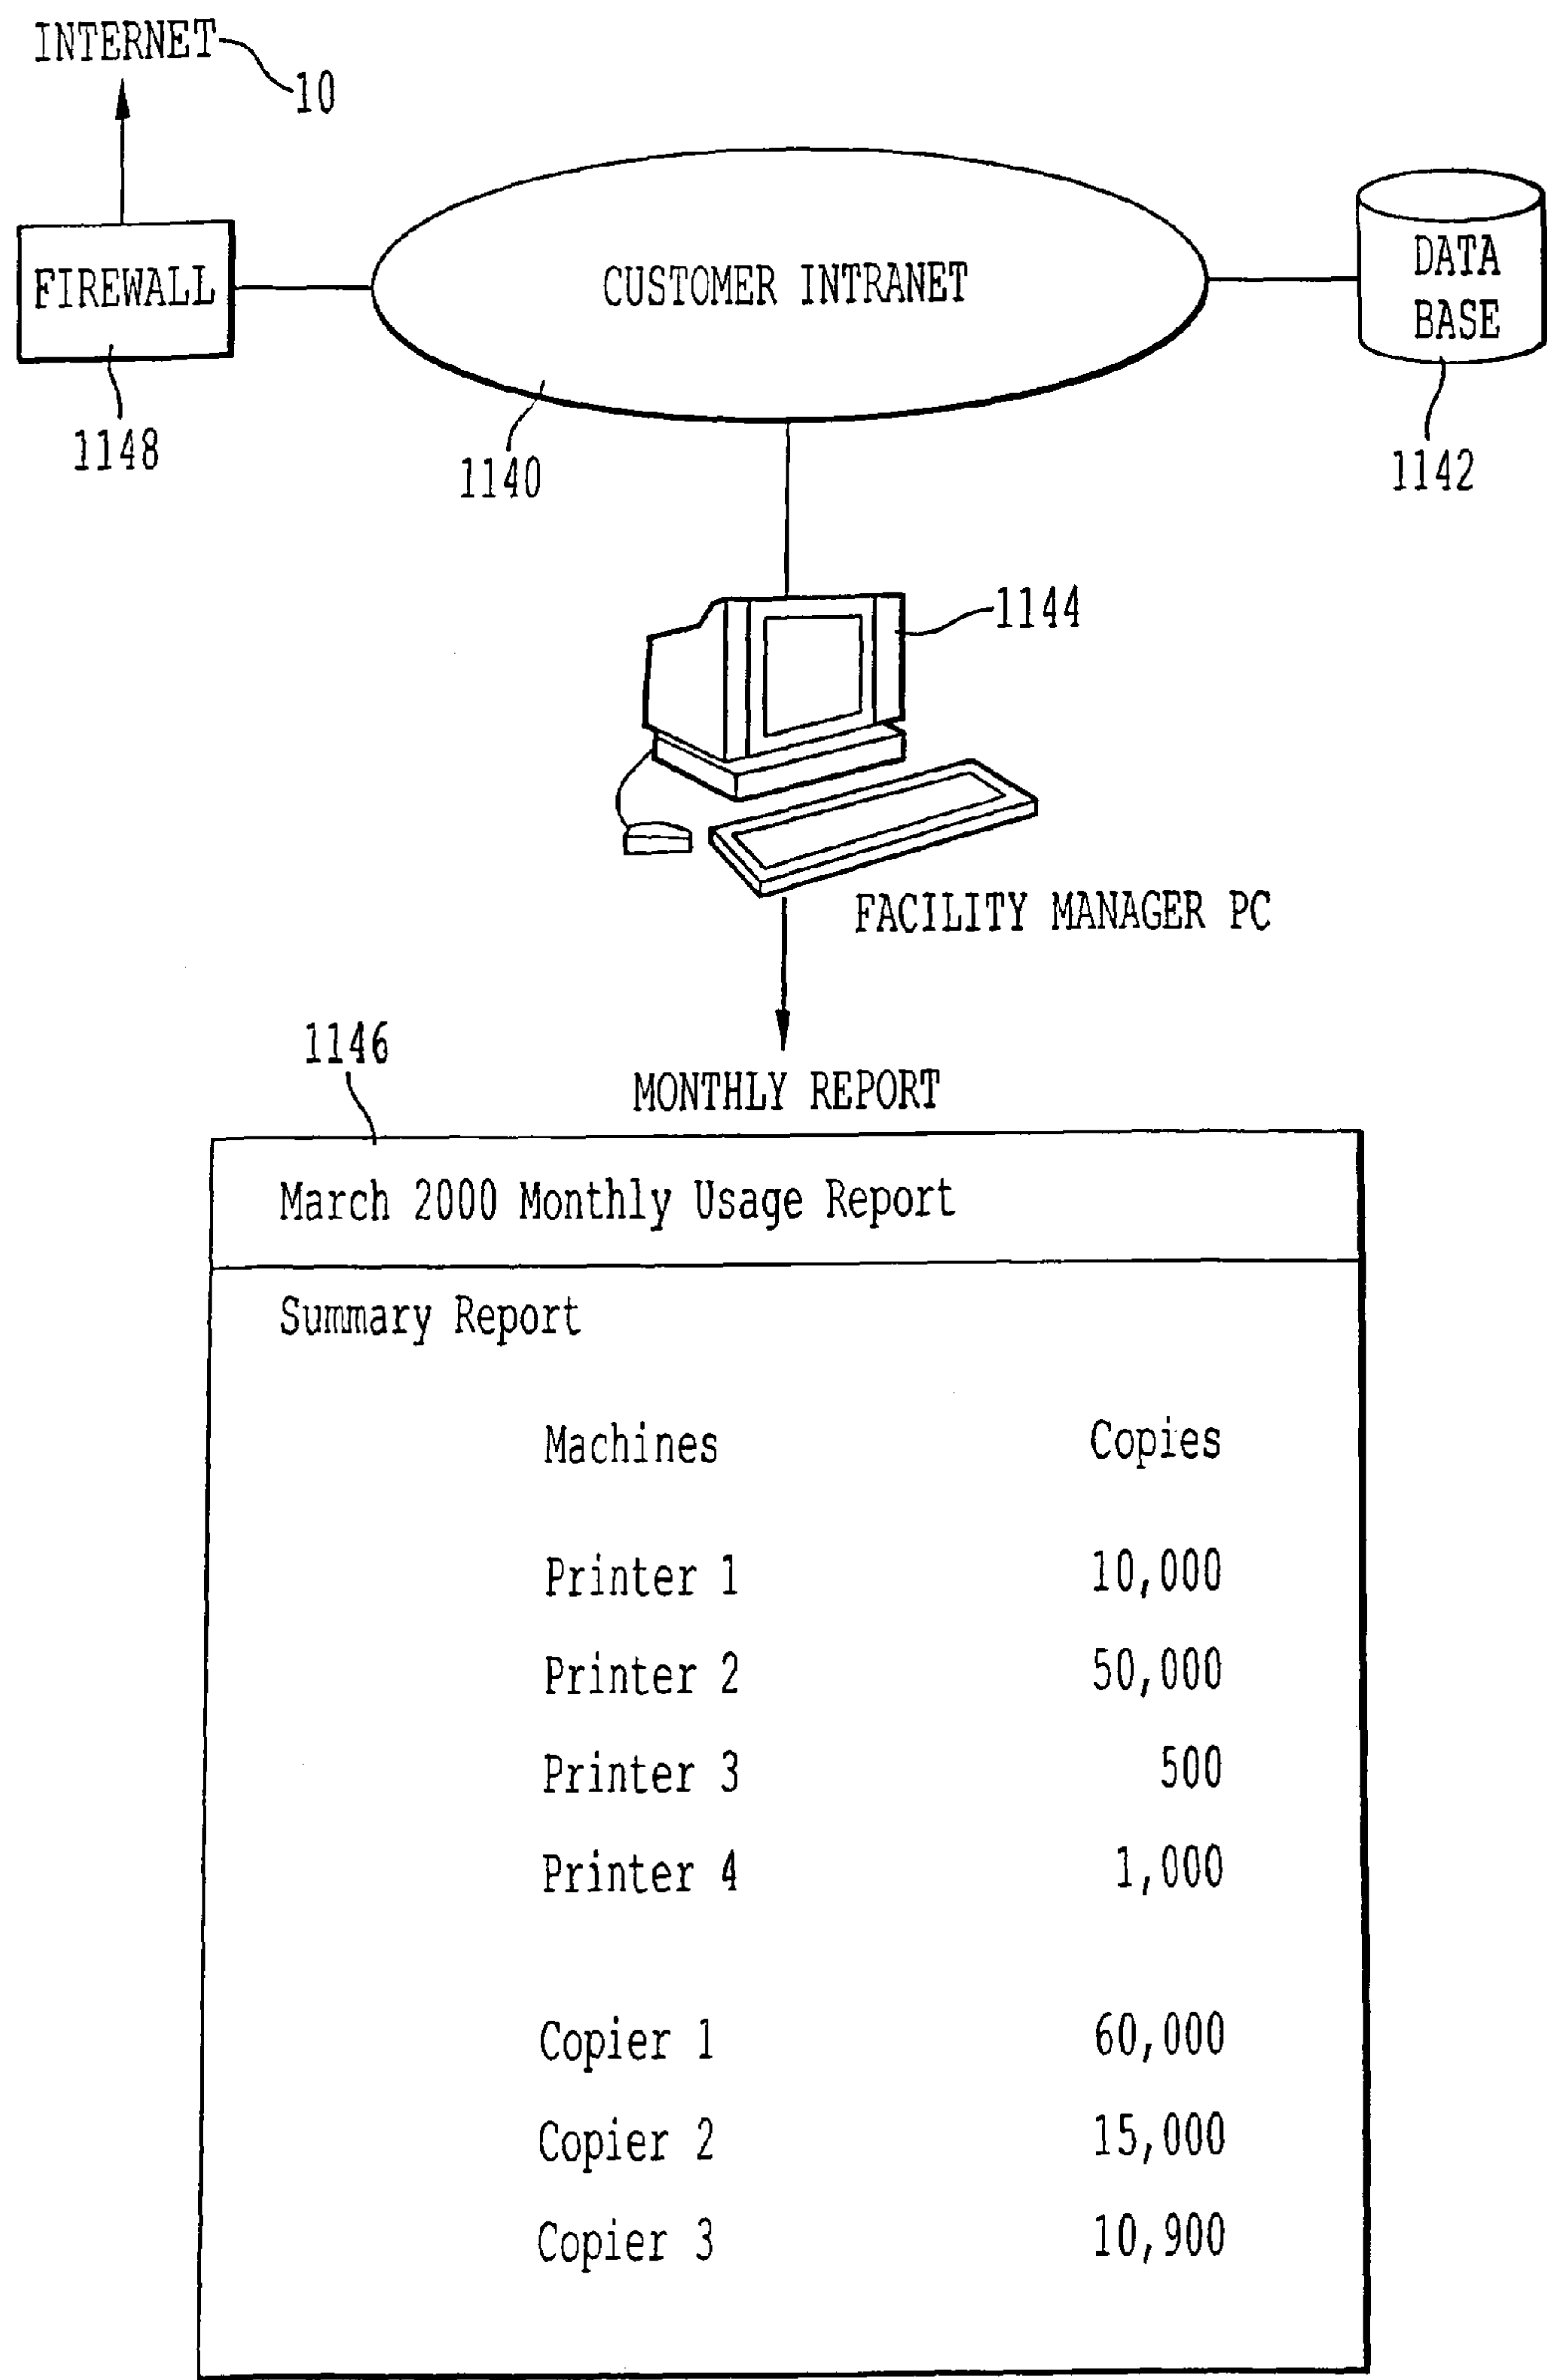 INTERNET
10
FIREWALL
CUSTOMER INTRANET
DATA
BASE
1148
1140
1142
1144
FACILITY MANAGER PC
1146
MONTHLY REPORT
March 2000 Monthly Usage Report
Summary Report
Machines Copies
Printer 1 10,000
Printer 2 50,000
Printer 3 500
Printer 4 1,000
Copier 1 60,000
Copier 2 15,000
Copier 3 10,900